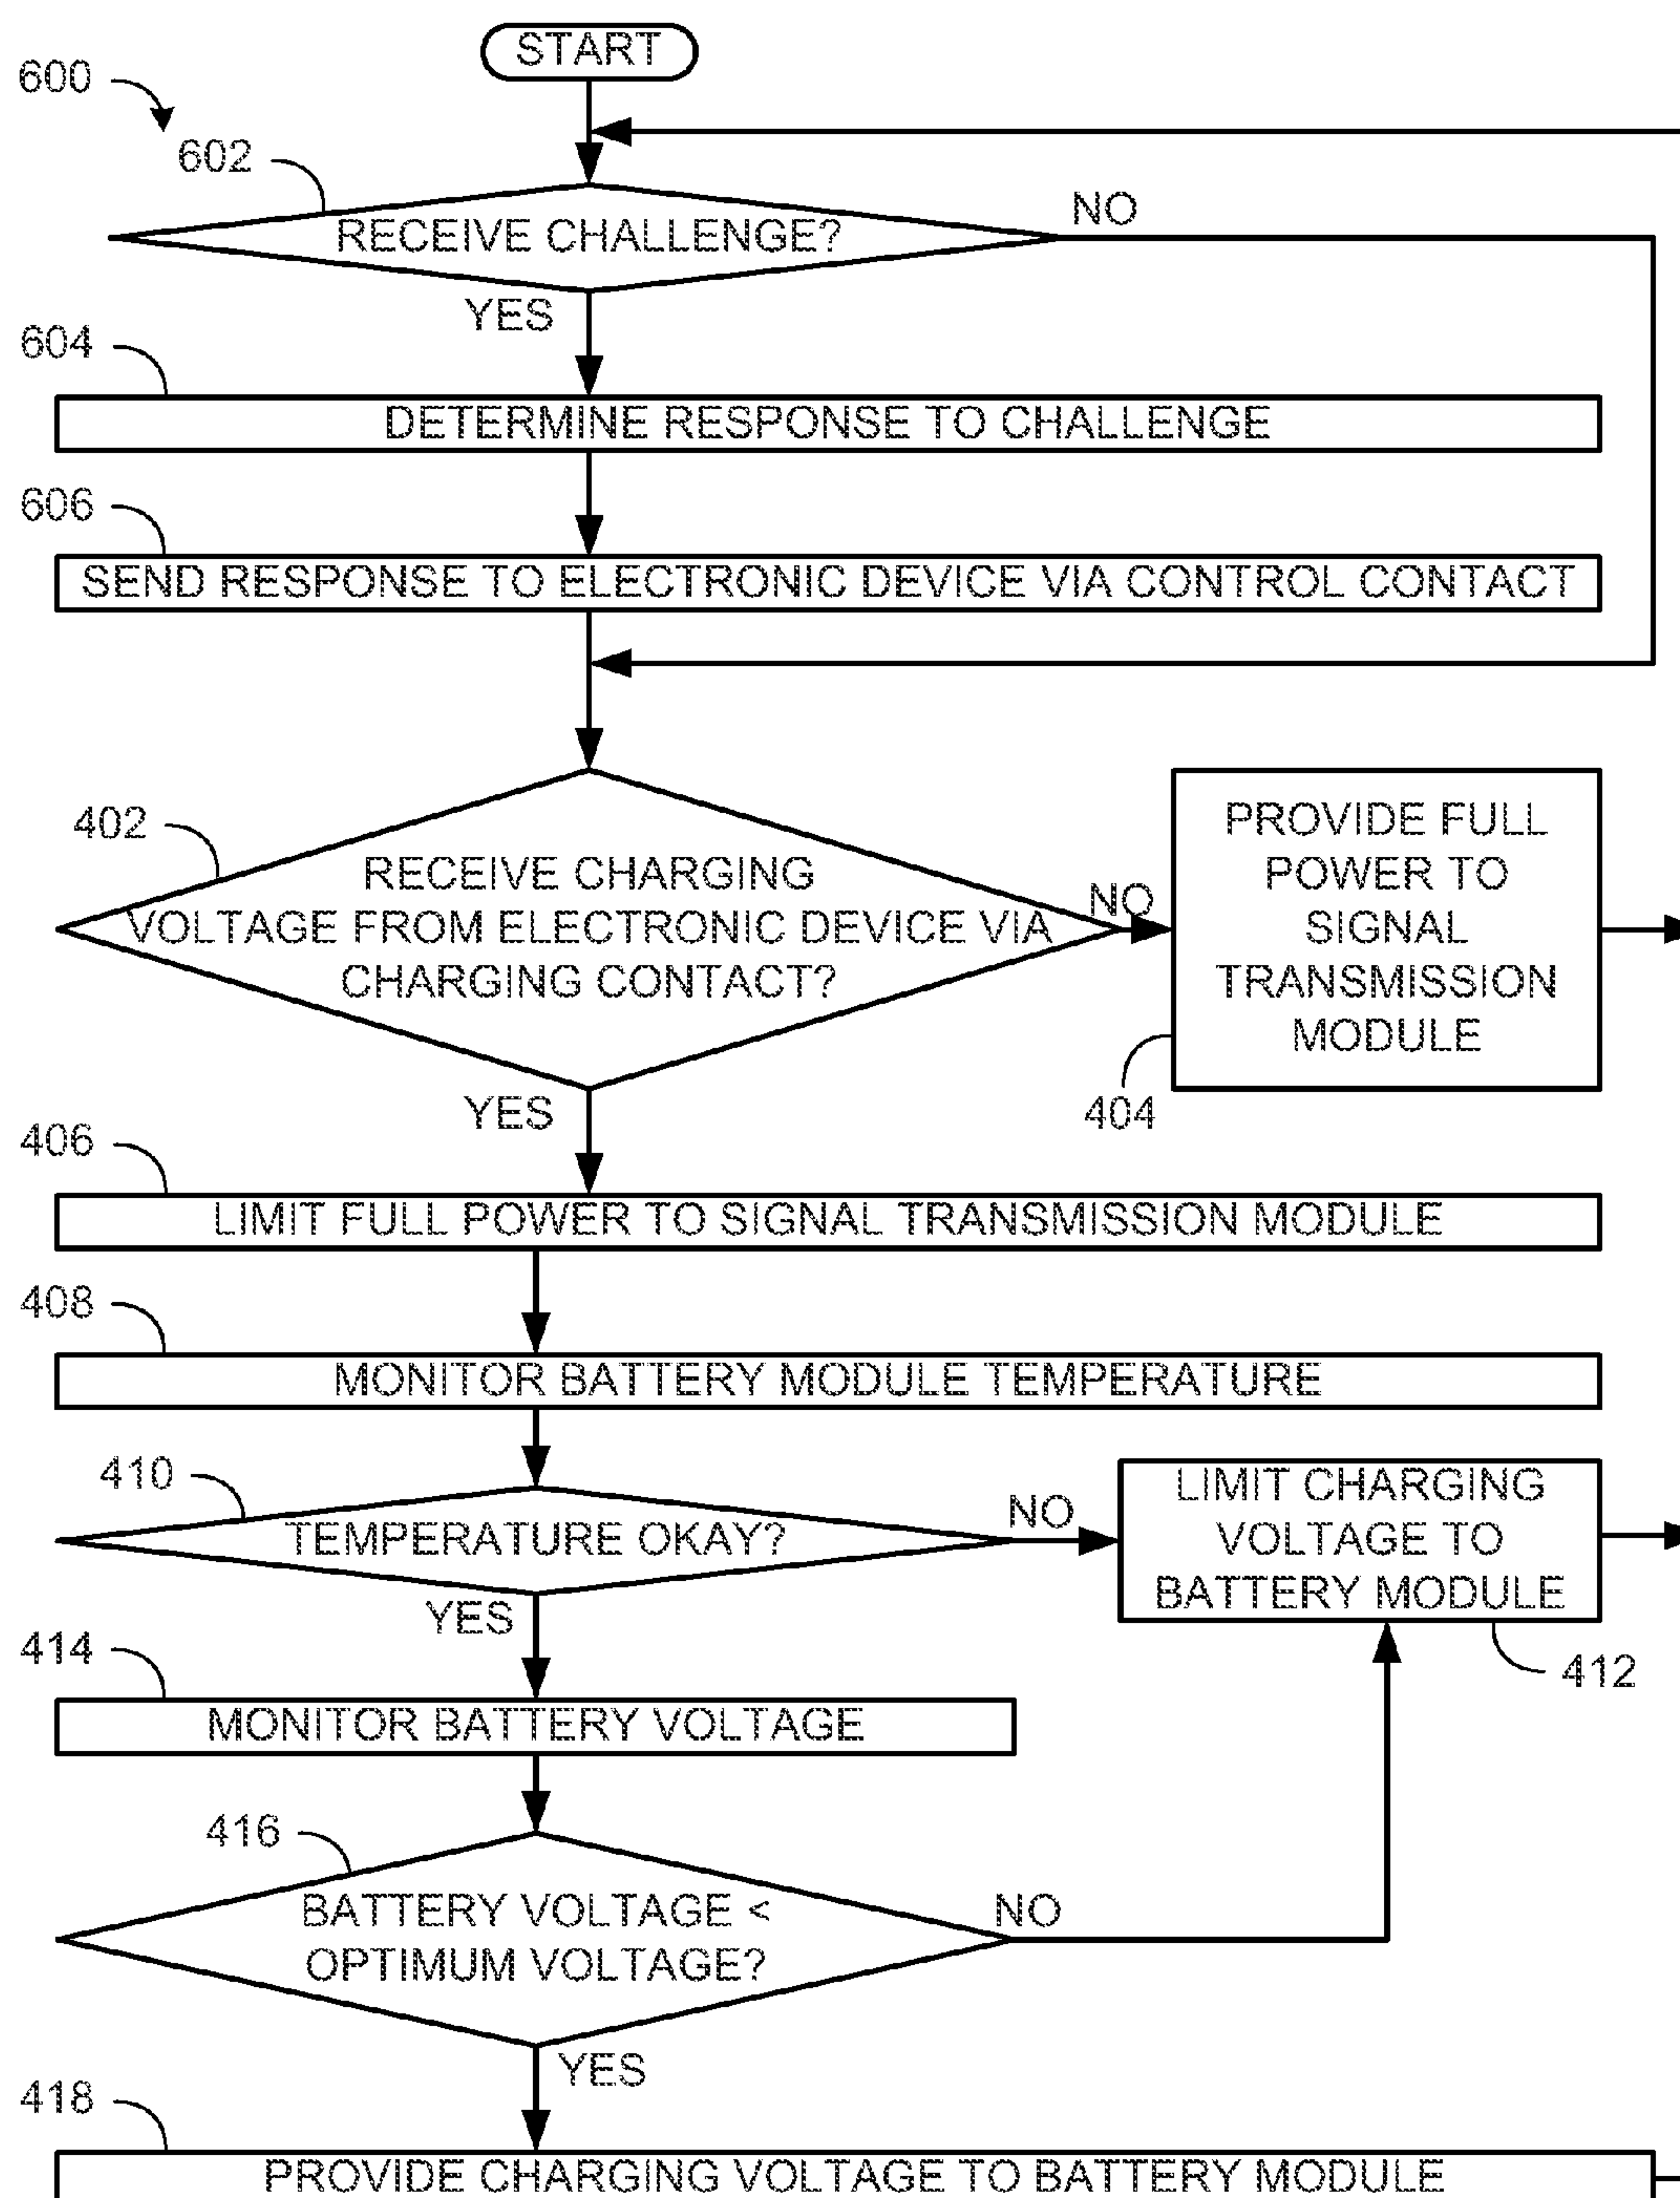 START
600
602
RECEIVE CHALLENGE?
NO
YES
604
DETERMINE RESPONSE TO CHALLENGE
606
SEND RESPONSE TO ELECTRONIC DEVICE VIA CONTROL CONTACT
402
RECEIVE CHARGING
VOLTAGE FROM ELECTRONIC DEVICE VIA
CHARGING CONTACT?
NO
PROVIDE FULL
POWER TO
SIGNAL
TRANSMISSION
MODULE
404
YES
406
LIMIT FULL POWER TO SIGNAL TRANSMISSION MODULE
408
MONITOR BATTERY MODULE TEMPERATURE
410
TEMPERATURE OKAY?
NO
LIMIT CHARGING
VOLTAGE TO
BATTERY MODULE
412
YES
414
MONITOR BATTERY VOLTAGE
416
BATTERY VOLTAGE <
OPTIMUM VOLTAGE?
NO
YES
418
PROVIDE CHARGING VOLTAGE TO BATTERY MODULE